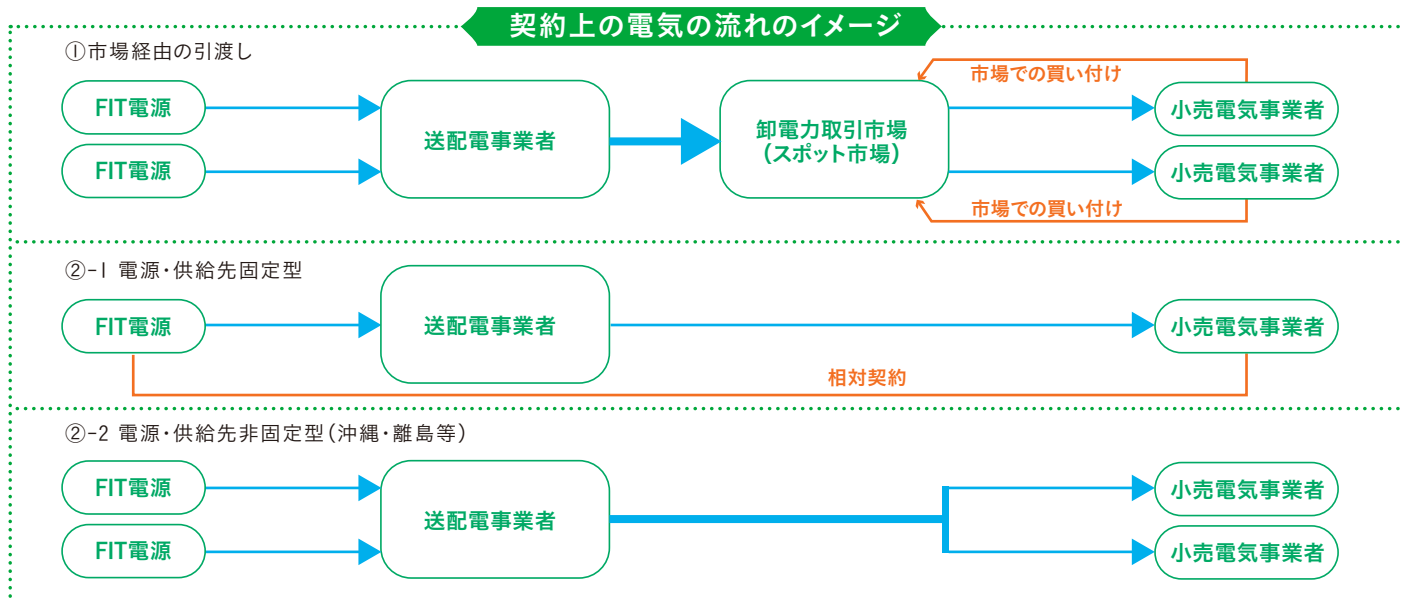 契約上の電気の流れのイメージ
①市場経由の引渡し
FIT電源
FIT電源
送配電事業者
卸電力取引市場
(スポット市場)
市場での買い付け
小売電気事業者
小売電気事業者
市場での買い付け
②-1 電源・供給先固定型
FIT電源
送配電事業者
小売電気事業者
相対契約
②-2 電源・供給先非固定型(沖縄・離島等)
FIT電源
FIT電源
送配電事業者
小売電気事業者
小売電気事業者